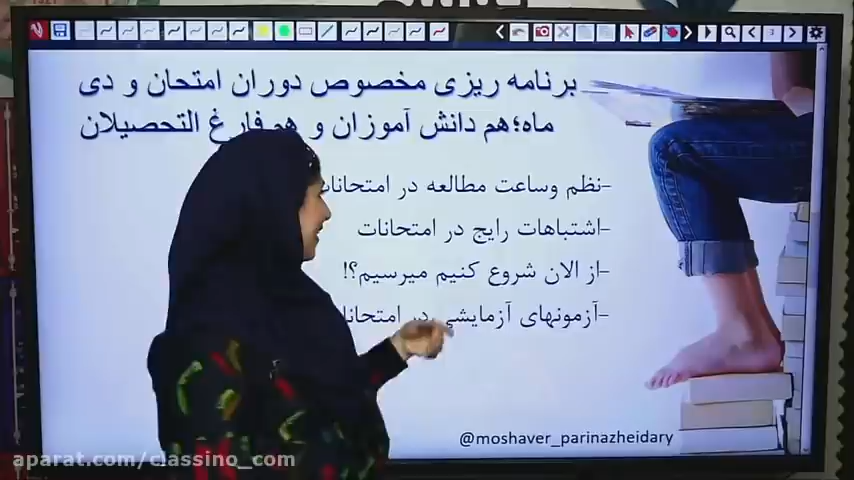 برنامه ریزی مخصوص دوران امتحان و دی
ماه؛هم دانش آموزان و هم فارغ التحصیلان
-نظم وساعت مطالعه در امتحانات
-اشتباهات رایج در امتحانات
-از الان شروع کنیم میرسیم؟!
-آزمونهای آزمایشی در
@moshaver_parinazheidary
aparat.com/classino_com